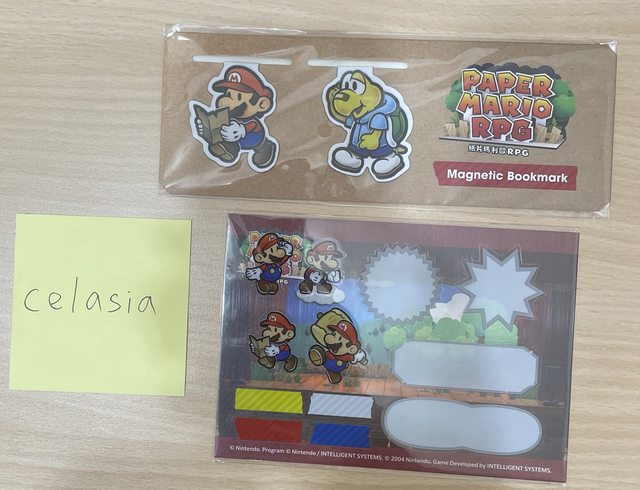 PAPER
MARIO
RPG
紙片瑪利歐RPG
Magnetic Bookmark
celasia
RPG
© Nintendo. Program © Nintendo / INTELLIGENT SYSTEMS. © 2004 Nintendo. Game Developed by INTELLIGENT SYSTEMS.